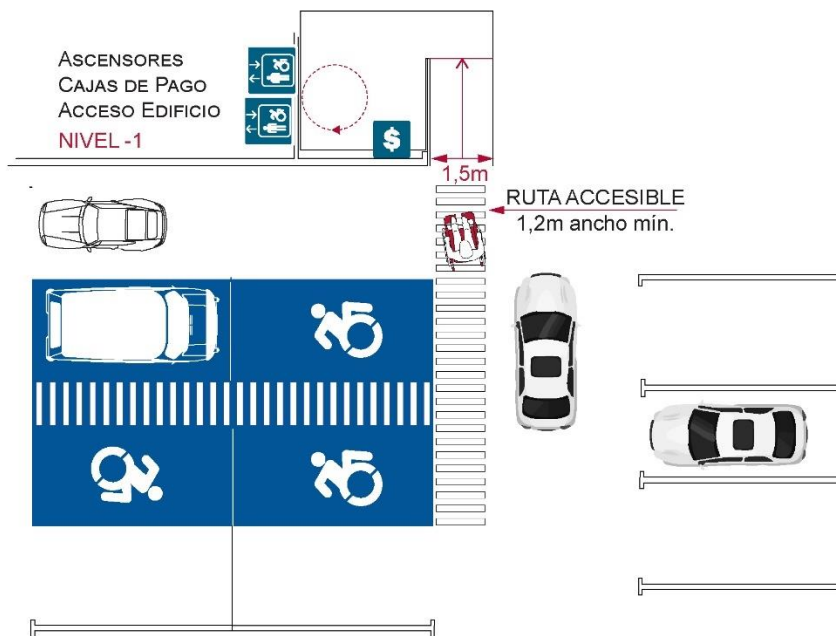 ASCENSORES
CAJAS DE PAGO
ACCESO EDIFICIO
NIVEL -1
$
1,5m
RUTA ACCESIBLE
1,2m ancho mín.